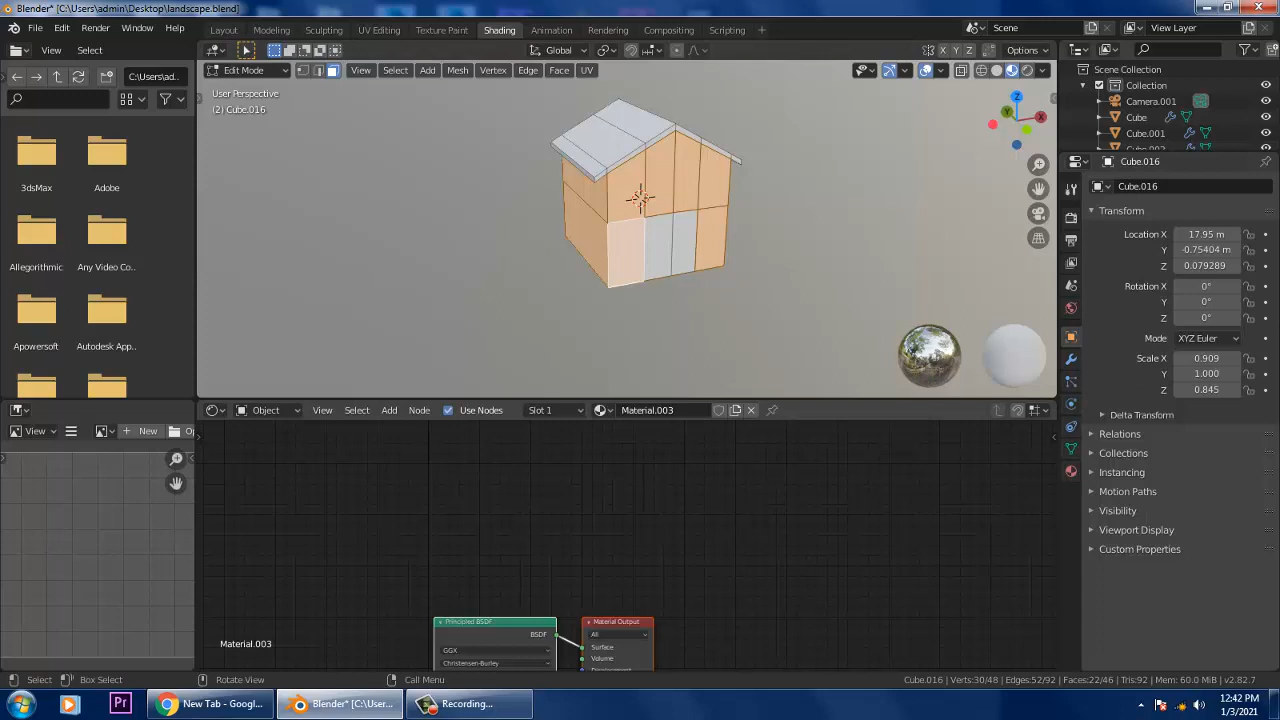 Blender* [C:\Users\admin\Desktop\landscape.blend]
File Edit Render Window Help
Layout Modeling Sculpting UV Editing Texture Paint Shading Animation Rendering Compositing Scripting
Scene
View Layer
View Select
Global
X Y Z
Options
Edit Mode
View Select Add Mesh Vertex Edge Face UV
C:\Users\ad..
User Perspective
(2) Cube.016
3dsMax
Adobe
Allegorithmic
Any Video Co...
Apowersoft
Autodesk App...
Z
Y
X
Scene Collection
Collection
Camera.001
Cube
Cube.001
Cube.016
Cube.016
Transform
Location X 17.95 m
Y -0.75404 m
Z 0.079289
Rotation X 0°
Y 0°
Z 0°
Mode XYZ Euler
Scale X 0.909
Y 1.000
Z 0.845
Delta Transform
Relations
Collections
Instancing
Motion Paths
Visibility
Viewport Display
Custom Properties
View
New
Object
View Select Add Node
Use Nodes
Slot 1
Material.003
Principled BSDF
BSDF
GGX
Christensen-Burley
Material Output
All
Surface
Volume
Material.003
Select
Box Select
Rotate View
Call Menu
Cube.016 | Verts:30/48 | Edges:52/92 | Faces:22/46 | Tris:92 | Mem: 60.0 MiB | v2.82.7
Pr
New Tab - Googl...
Blender* [C:\User...
Recording...
12:42 PM
1/3/2021